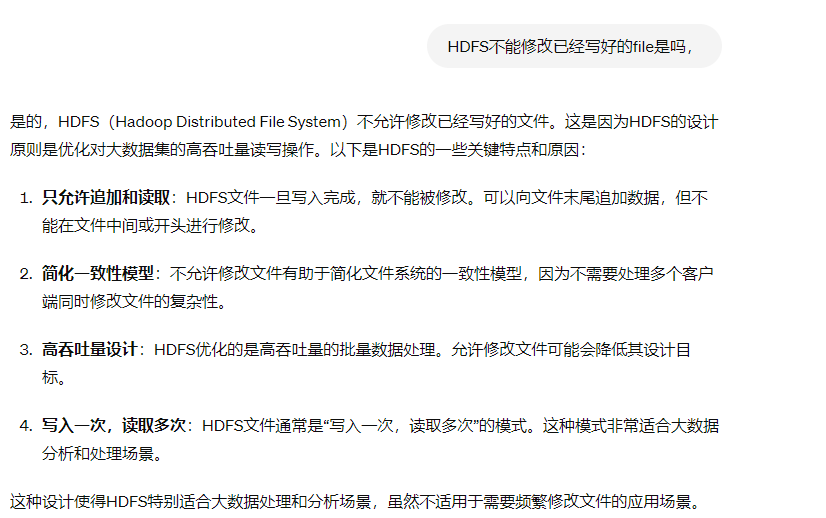 HDFS不能修改已经写好的file是吗，
是的，HDFS（Hadoop Distributed File System）不允许修改已经写好的文件。这是因为HDFS的设计
原则是优化对大数据集的高吞吐量读写操作。以下是HDFS的一些关键特点和原因：
1. 只允许追加和读取：HDFS文件一旦写入完成，就不能被修改。可以向文件末尾追加数据，但不
能在文件中间或开头进行修改。
2. 简化一致性模型：不允许修改文件有助于简化文件系统的一致性模型，因为不需要处理多个客户
端同时修改文件的复杂性。
3. 高吞吐量设计：HDFS优化的是高吞吐量的批量数据处理。允许修改文件可能会降低其设计目
标。
4. 写入一次，读取多次：HDFS文件通常是“写入一次，读取多次”的模式。这种模式非常适合大数据
分析和处理场景。
这种设计使得HDFS特别适合大数据处理和分析场景，虽然不适用于需要频繁修改文件的应用场景。